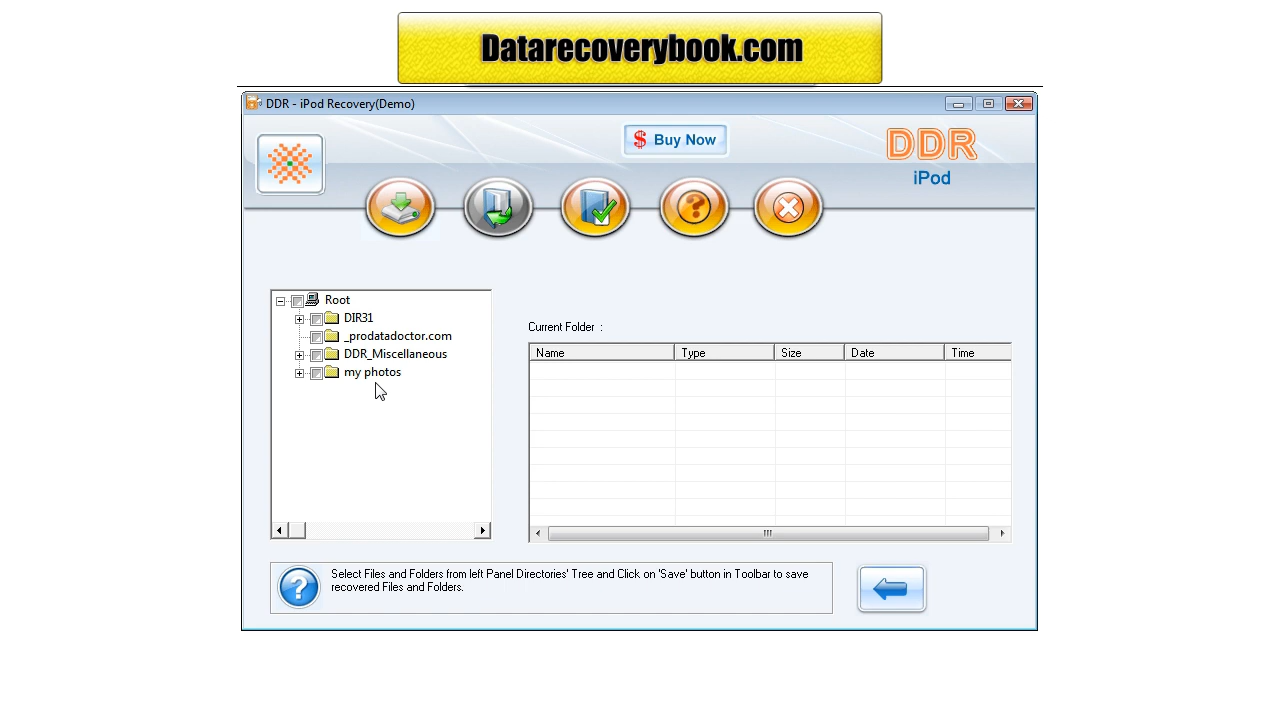 Datarecoverybook.com
DDR - iPod Recovery(Demo)
$ Buy Now
DDR
iPod
Root
DIR31
_prodatadoctor.com
DDR_Miscellaneous
my photos
Current Folder :
Name Type Size Date Time
Select Files and Folders from left Panel Directories' Tree and Click on 'Save' button in Toolbar to save
recovered Files and Folders.